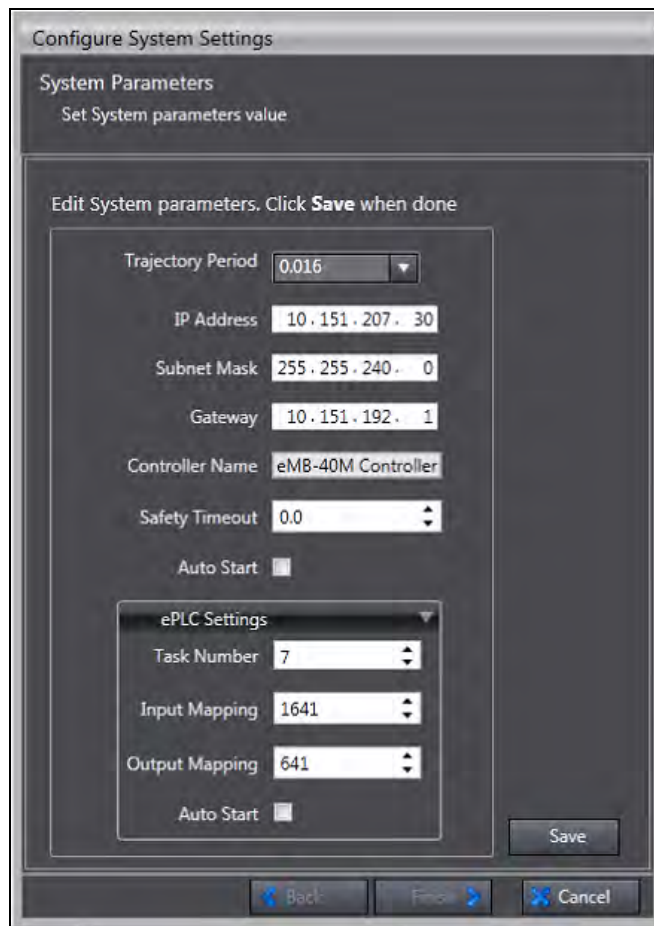 Configure System Settings
System Parameters
Set System parameters value
Edit System parameters. Click Save when done
Trajectory Period 0.016
IP Address 10 . 151 . 207 . 30
Subnet Mask 255 . 255 . 240 . 0
Gateway 10 . 151 . 192 . 1
Controller Name eMB-40M Controller
Safety Timeout 0.0
Auto Start
ePLC Settings
Task Number 7
Input Mapping 1641
Output Mapping 641
Auto Start
Save
Back Finish Cancel